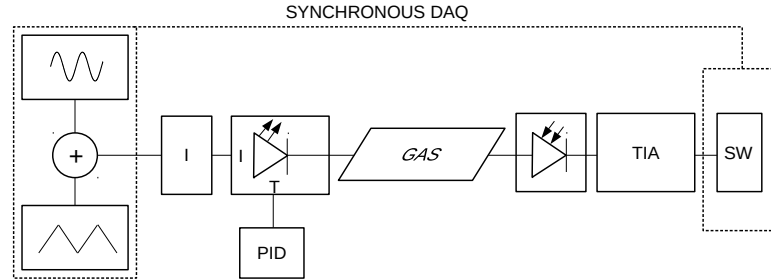 SYNCHRONOUS DAQ
+
I
I
T
GAS
TIA
SW
PID